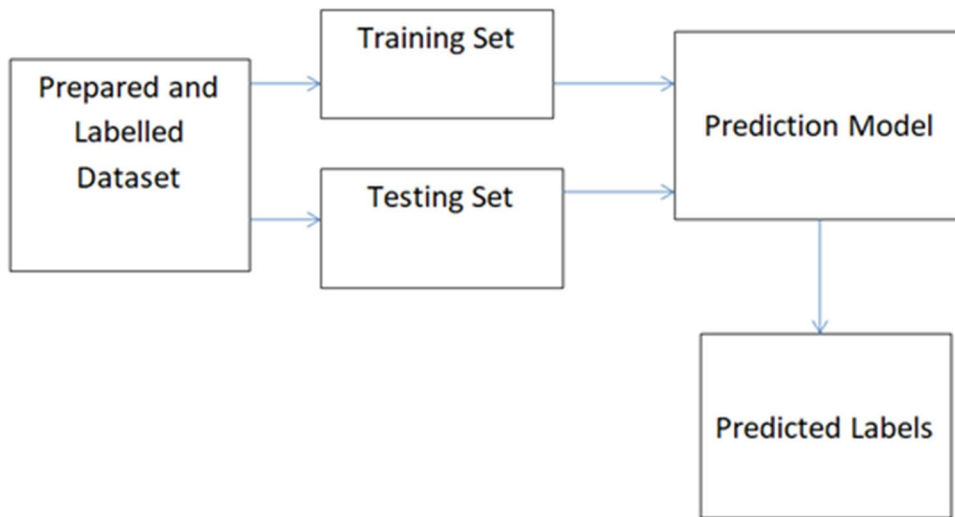 Prepared and
Labelled
Dataset
Training Set
Testing Set
Prediction Model
Predicted Labels